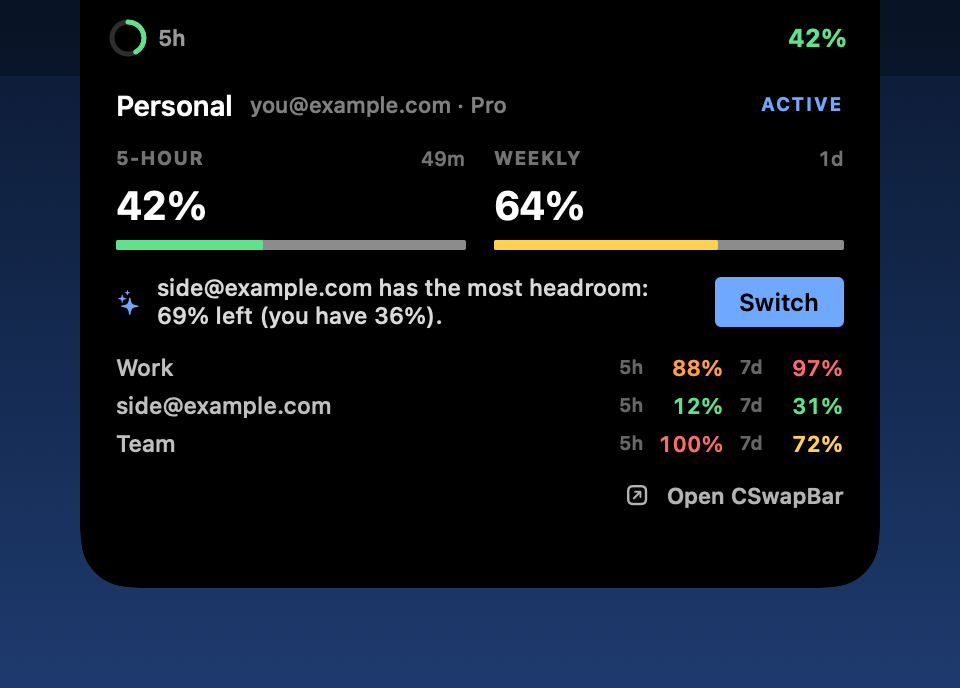 5h 42%
Personal you@example.com · Pro ACTIVE
5-HOUR 49m WEEKLY 1d
42% 64%
side@example.com has the most headroom:
69% left (you have 36%).
Switch
Work 5h 88% 7d 97%
side@example.com 5h 12% 7d 31%
Team 5h 100% 7d 72%
Open CSwapBar